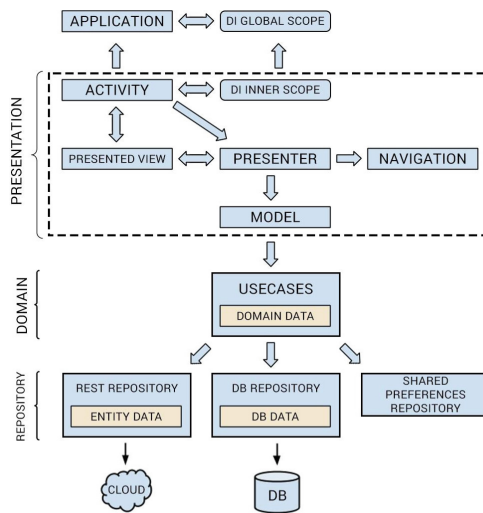 APPLICATION
DI GLOBAL SCOPE
PRESENTATION
ACTIVITY
DI INNER SCOPE
PRESENTED VIEW
PRESENTER
NAVIGATION
MODEL
DOMAIN
USECASES
DOMAIN DATA
REPOSITORY
REST REPOSITORY
ENTITY DATA
DB REPOSITORY
DB DATA
SHARED
PREFERENCES
REPOSITORY
CLOUD
DB